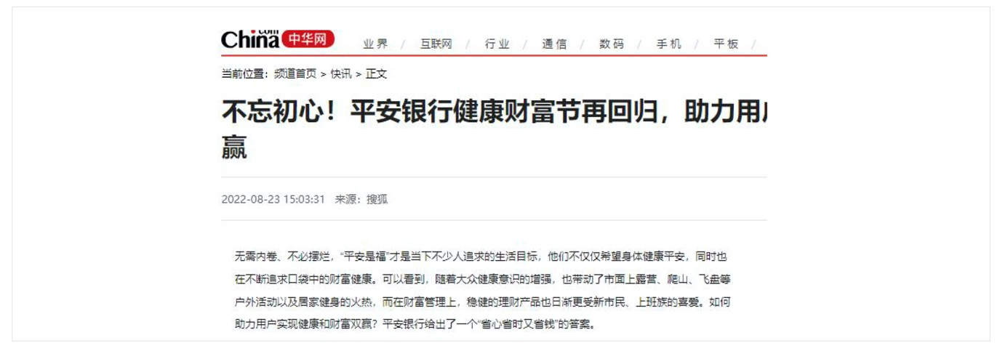 China.com 中华网 业界 / 互联网 / 行业 / 通信 / 数码 / 手机 / 平板 /
当前位置：频道首页 > 快讯 > 正文
不忘初心！平安银行健康财富节再回归，助力用
赢
2022-08-23 15:03:31 来源：搜狐
无需内卷、不必摆烂，“平安是福”才是当下不少人追求的生活目标，他们不仅仅希望身体健康平安，同时也
在不断追求口袋中的财富健康。可以看到，随着大众健康意识的增强，也带动了市面上露营、爬山、飞盘等
户外活动以及居家健身的火热，而在财富管理上，稳健的理财产品也日渐更受新市民、上班族的喜爱。如何
助力用户实现健康和财富双赢？平安银行给出了一个“省心省时又省钱”的答案。